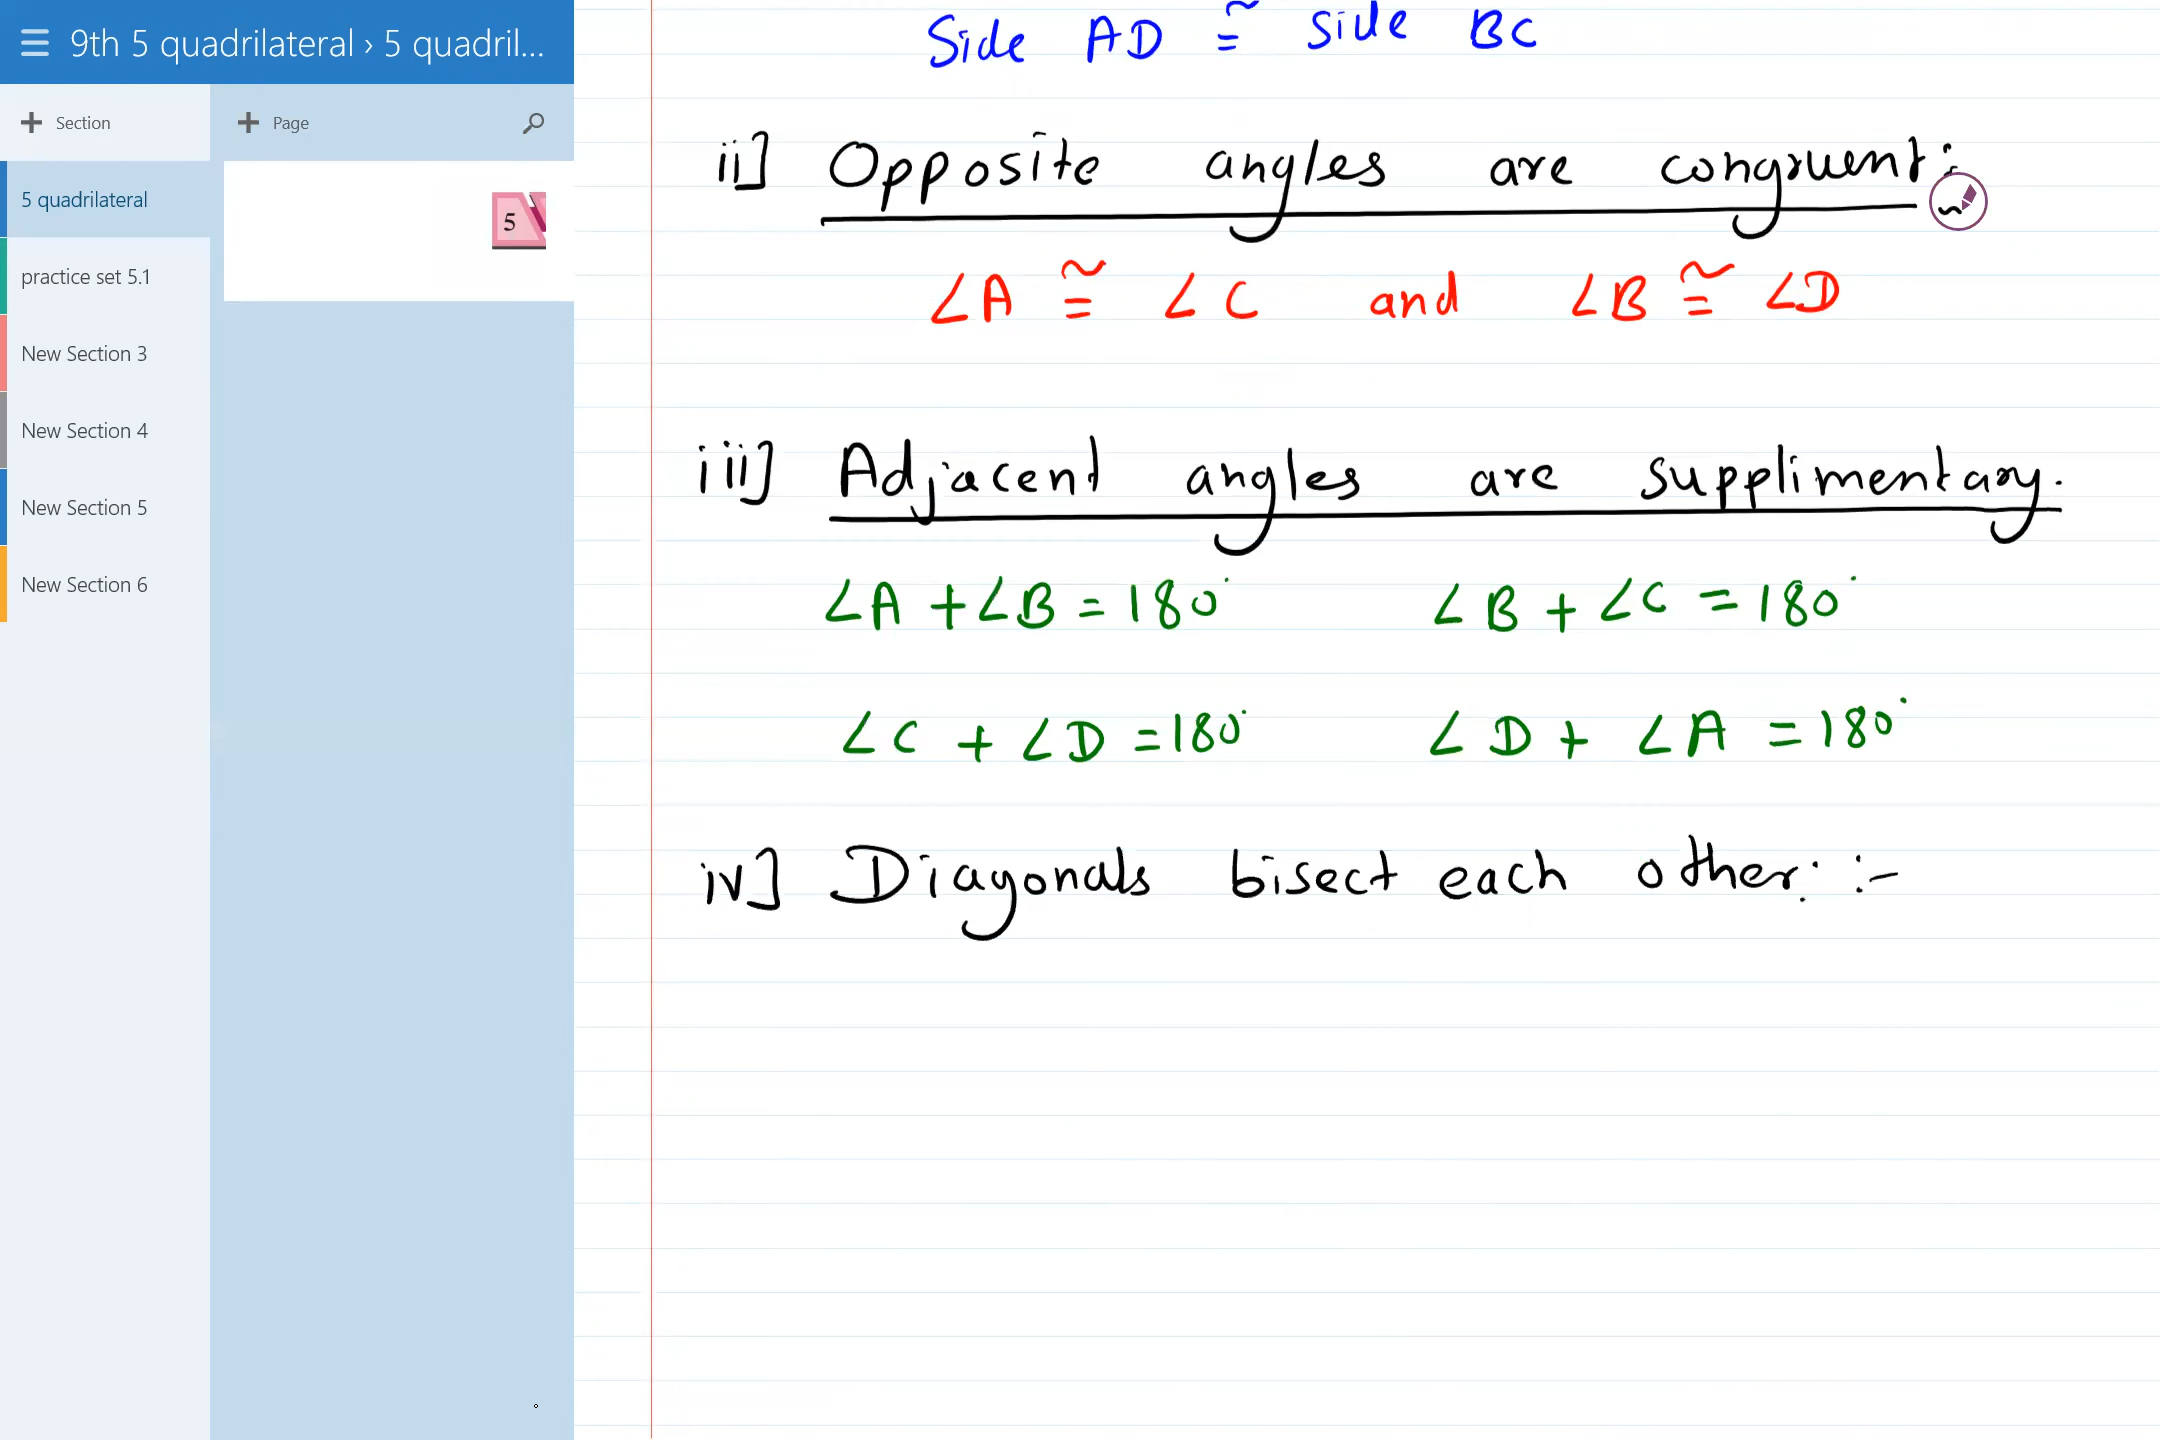 9th 5 quadrilateral › 5 quadril...
Section
Page
5 quadrilateral
5
practice set 5.1
New Section 3
New Section 4
New Section 5
New Section 6
Side AD ≅ side BC
ii] Opposite angles are congruent:
∠A ≅ ∠C and ∠B ≅ ∠D
iii] Adjacent angles are supplimentary.
∠A + ∠B = 180° ∠B + ∠C = 180°
∠C + ∠D = 180° ∠D + ∠A = 180°
iv] Diagonals bisect each other: :-